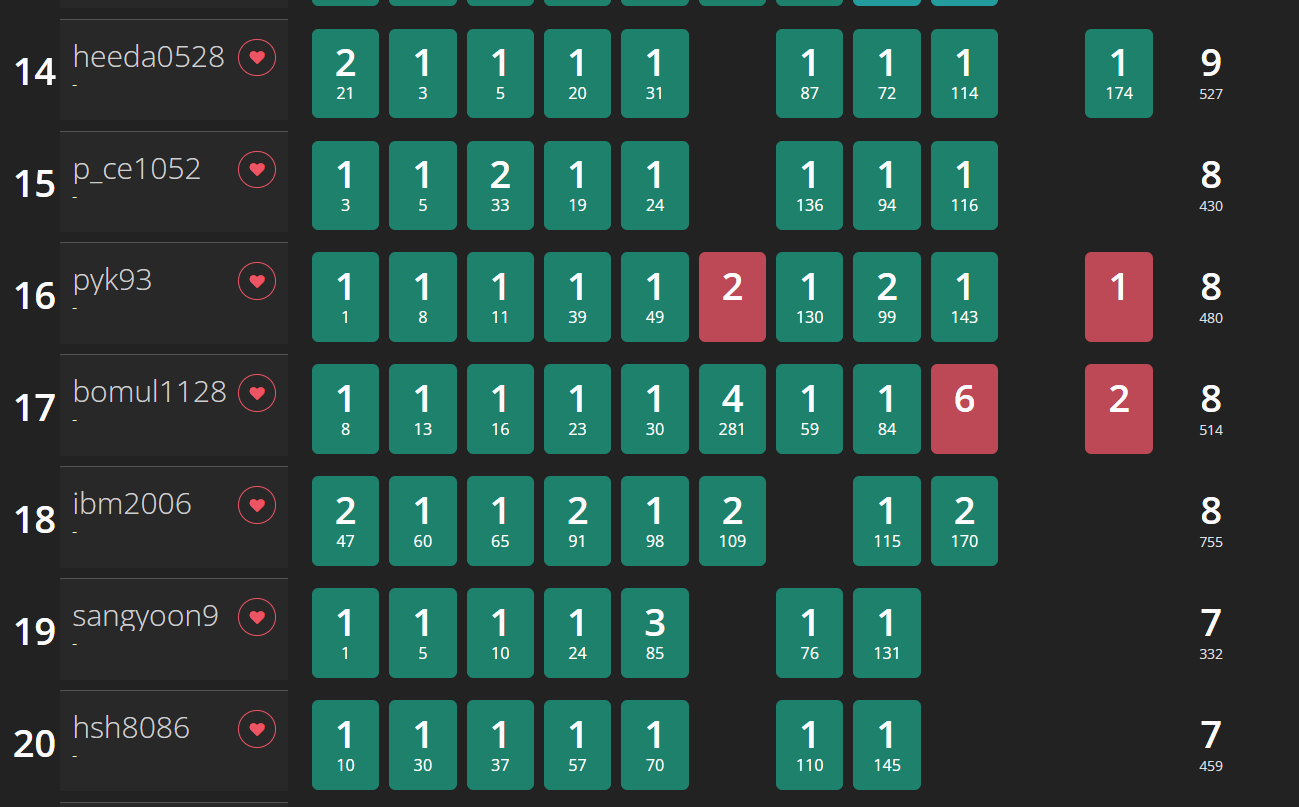 14 heeda0528 2 1 1 1 1 1 1 1 1 9
- 21 3 5 20 31 87 72 114 174 527
15 p_ce1052 1 1 2 1 1 1 1 1 8
- 3 5 33 19 24 136 94 116 430
16 pyk93 1 1 1 1 1 2 1 2 1 1 8
- 1 8 11 39 49 130 99 143 480
17 bomul1128 1 1 1 1 1 4 1 1 6 2 8
- 8 13 16 23 30 281 59 84 514
18 ibm2006 2 1 1 2 1 2 1 2 8
- 47 60 65 91 98 109 115 170 755
19 sangyoon9 1 1 1 1 3 1 1 7
- 1 5 10 24 85 76 131 332
20 hsh8086 1 1 1 1 1 1 1 7
- 10 30 37 57 70 110 145 459